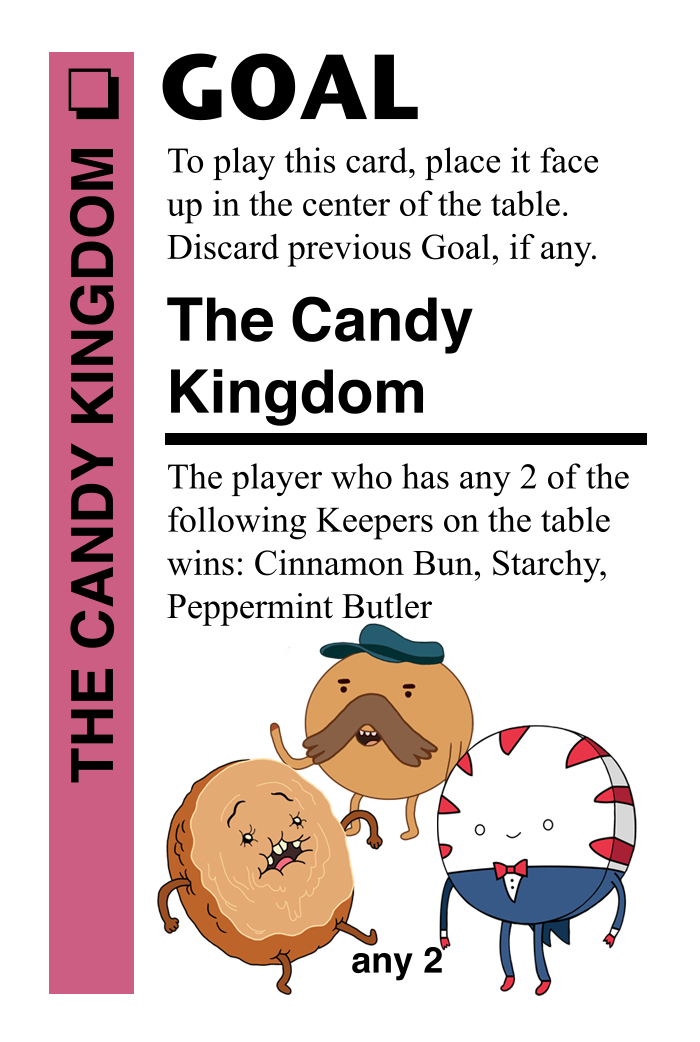 GOAL
To play this card, place it face
up in the center of the table.
Discard previous Goal, if any.
The Candy
Kingdom
The player who has any 2 of the
following Keepers on the table
wins: Cinnamon Bun, Starchy,
Peppermint Butler
any 2
THE CANDY KINGDOM